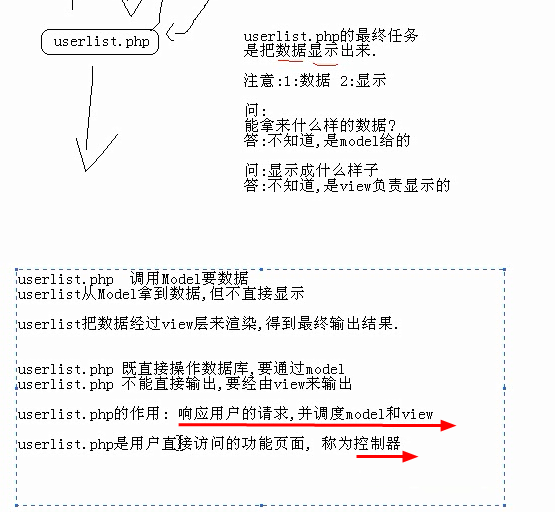 userlist.php
userlist.php的最终任务
是把数据显示出来.
注意:1:数据 2:显示
问:
能拿来什么样的数据?
答:不知道,是model给的
问:显示成什么样子
答:不知道,是view负责显示的
userlist.php 调用Model要数据
userlist从Model拿到数据,但不直接显示
userlist把数据经过view层来渲染,得到最终输出结果.
userlist.php 既直接操作数据库,要通过model
userlist.php 不能直接输出,要经由view来输出
userlist.php的作用: 响应用户的请求,并调度model和view
userlist.php是用户直接访问的功能页面, 称为控制器